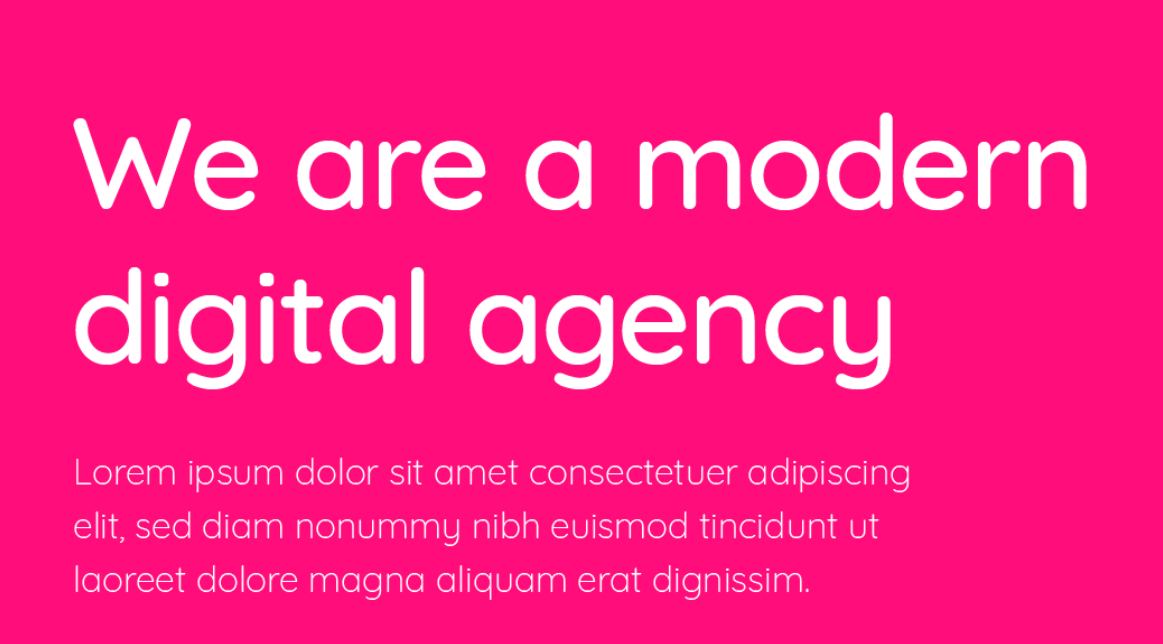 We are a modern
digital agency
Lorem ipsum dolor sit amet consectetuer adipiscing
elit, sed diam nonummy nibh euismod tincidunt ut
laoreet dolore magna aliquam erat dignissim.